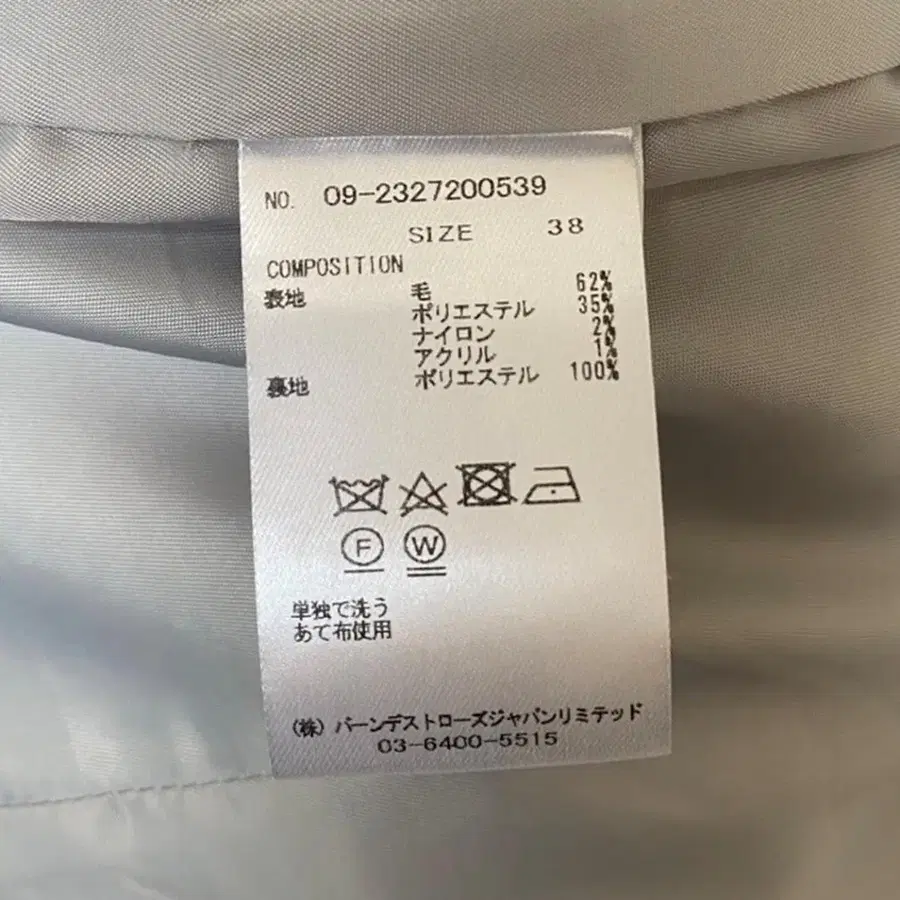 NO. 09-2327200539
SIZE 38
COMPOSITION
表地 毛 62%
ポリエステル 35%
ナイロン 2%
アクリル 1%
裏地 ポリエステル 100%
F W
単独で洗う
あて布使用
(株) バーンデストローズジャパンリミテッド
03-6400-5515